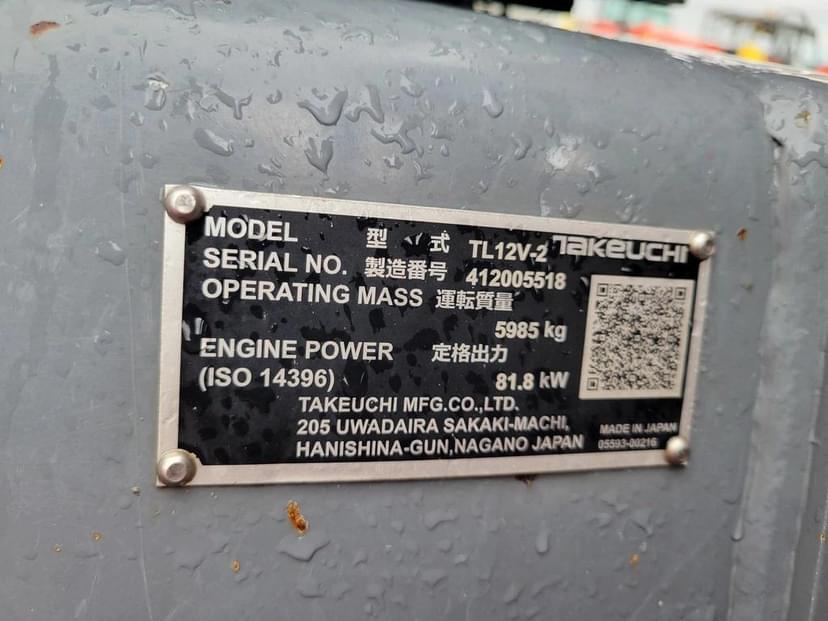 MODEL 型 式 TL12V-2 TAKEUCHI
SERIAL NO. 製造番号 412005518
OPERATING MASS 運転質量
5985 kg
ENGINE POWER 定格出力
(ISO 14396) 81.8 kW
TAKEUCHI MFG.CO.,LTD.
205 UWADAIRA SAKAKI-MACHI,
HANISHINA-GUN,NAGANO JAPAN
MADE IN JAPAN
05593-00216